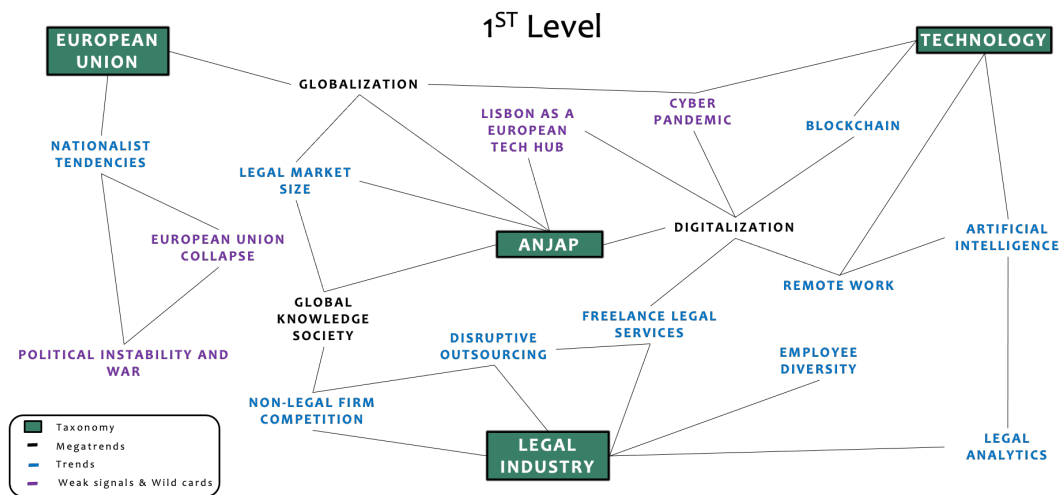 1ST Level
EUROPEAN
UNION
TECHNOLOGY
GLOBALIZATION
LISBON AS A
EUROPEAN
TECH HUB
CYBER
PANDEMIC
BLOCKCHAIN
NATIONALIST
TENDENCIES
LEGAL MARKET
SIZE
EUROPEAN UNION
COLLAPSE
ANJAP
DIGITALIZATION
ARTIFICIAL
INTELLIGENCE
REMOTE WORK
GLOBAL
KNOWLEDGE
SOCIETY
FREELANCE LEGAL
SERVICES
DISRUPTIVE
OUTSOURCING
EMPLOYEE
DIVERSITY
POLITICAL INSTABILITY AND
WAR
NON-LEGAL FIRM
COMPETITION
LEGAL
INDUSTRY
LEGAL
ANALYTICS
Taxonomy
Megatrends
Trends
Weak signals & Wild cards